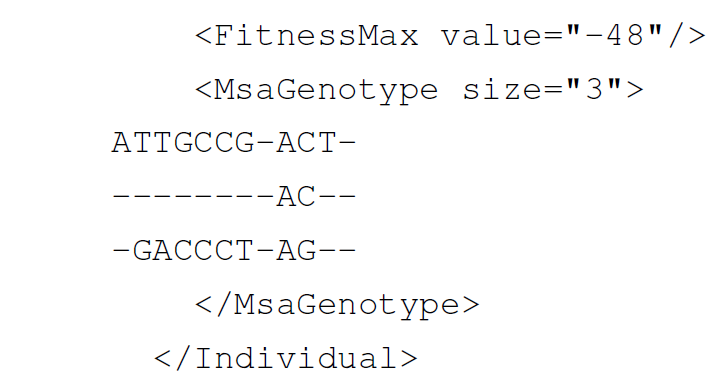 <FitnessMax value="-48"/>
<MsaGenotype size="3">
ATTGCCG-ACT-
--------AC--
-GACCCT-AG--
</MsaGenotype>
</Individual>